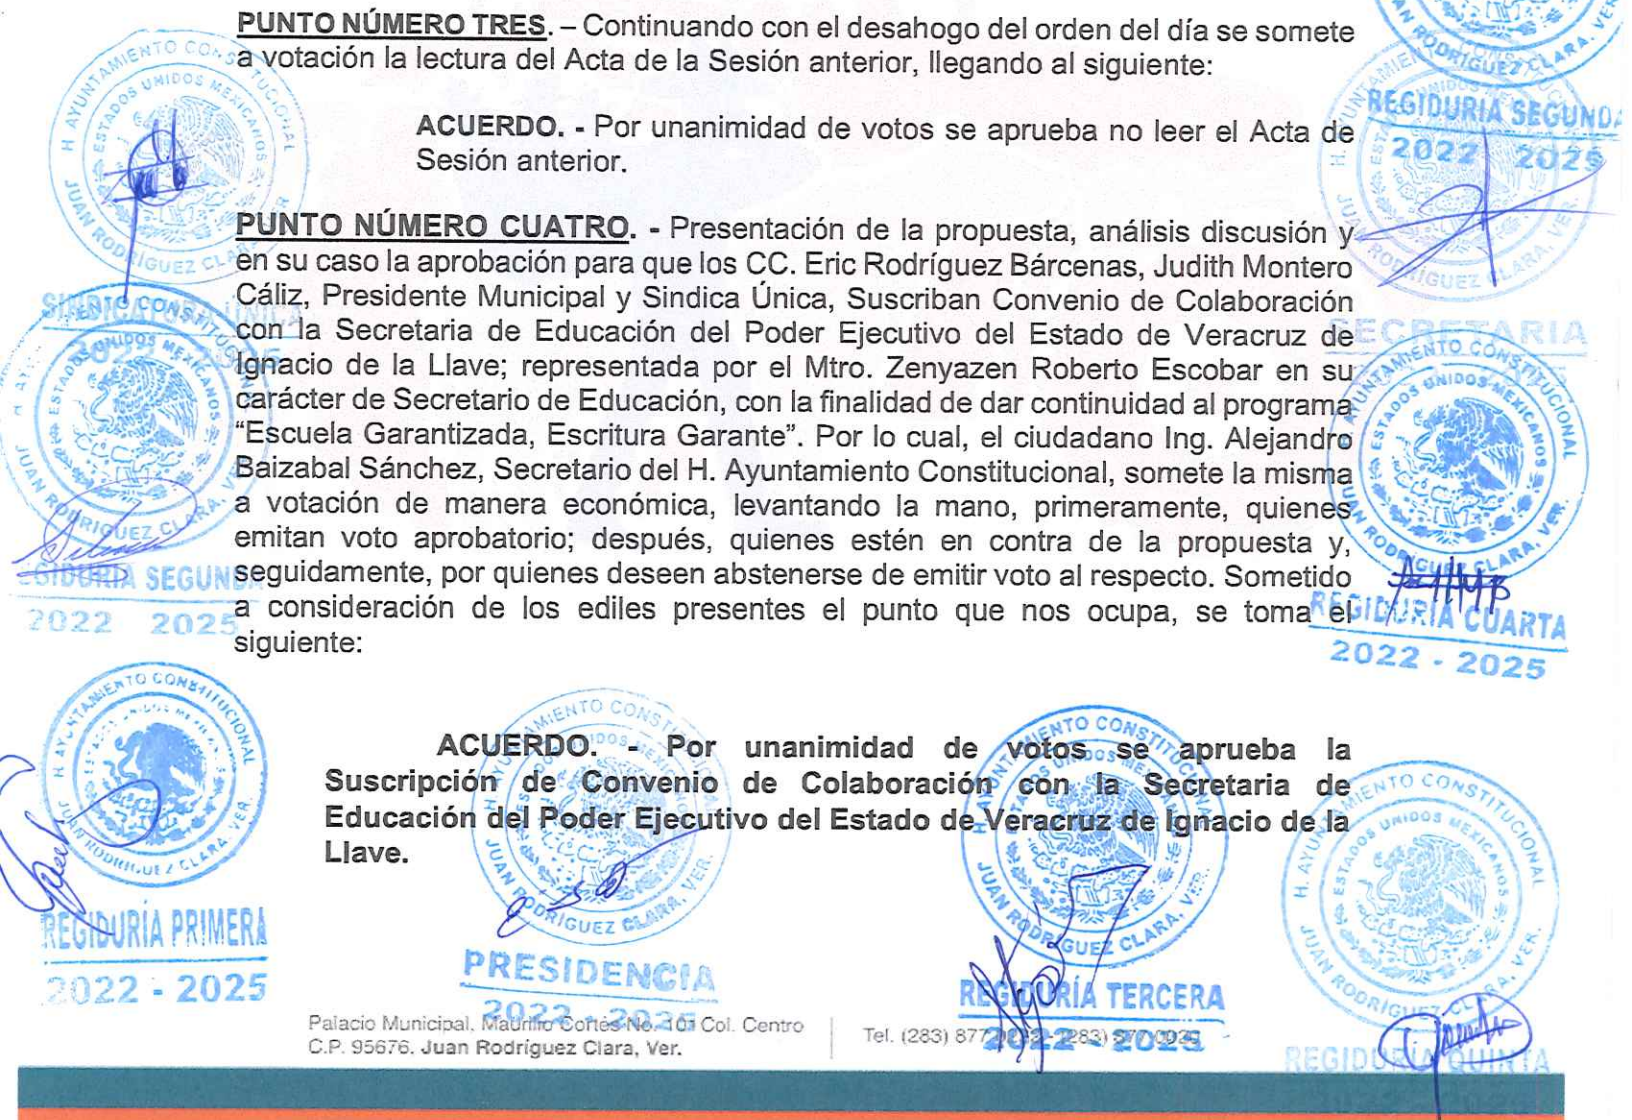 PUNTO NÚMERO TRES. – Continuando con el desahogo del orden del día se somete
a votación la lectura del Acta de la Sesión anterior, llegando al siguiente:
ACUERDO. - Por unanimidad de votos se aprueba no leer el Acta de
Sesión anterior.
PUNTO NÚMERO CUATRO. - Presentación de la propuesta, análisis discusión y
en su caso la aprobación para que los CC. Eric Rodríguez Bárcenas, Judith Montero
Cáliz, Presidente Municipal y Sindica Única, Suscriban Convenio de Colaboración
con la Secretaria de Educación del Poder Ejecutivo del Estado de Veracruz de
Ignacio de la Llave; representada por el Mtro. Zenyazen Roberto Escobar en su
carácter de Secretario de Educación, con la finalidad de dar continuidad al programa
“Escuela Garantizada, Escritura Garante”. Por lo cual, el ciudadano Ing. Alejandro
Baizabal Sánchez, Secretario del H. Ayuntamiento Constitucional, somete la misma
a votación de manera económica, levantando la mano, primeramente, quienes
emitan voto aprobatorio; después, quienes estén en contra de la propuesta y,
seguidamente, por quienes deseen abstenerse de emitir voto al respecto. Sometido
a consideración de los ediles presentes el punto que nos ocupa, se toma el
siguiente:
ACUERDO. - Por unanimidad de votos se aprueba la
Suscripción de Convenio de Colaboración con la Secretaria de
Educación del Poder Ejecutivo del Estado de Veracruz de Ignacio de la
Llave.
H. AYUNTAMIENTO CONSTITUCIONAL
ESTADOS UNIDOS MEXICANOS
JUAN RODRIGUEZ CLARA, VER.
REGIDURIA SEGUNDA
2022 2025
SECRETARIA
REGIDURÍA CUARTA
2022 - 2025
REGIDURÍA PRIMERA
2022 - 2025
PRESIDENCIA
2022 - 2025
REGIDURÍA TERCERA
2022 - 2025
REGIDURÍA QUINTA
Palacio Municipal. Maurilio Cortés No. 101 Col. Centro
C.P. 95676. Juan Rodríguez Clara, Ver.
Tel. (283) 877